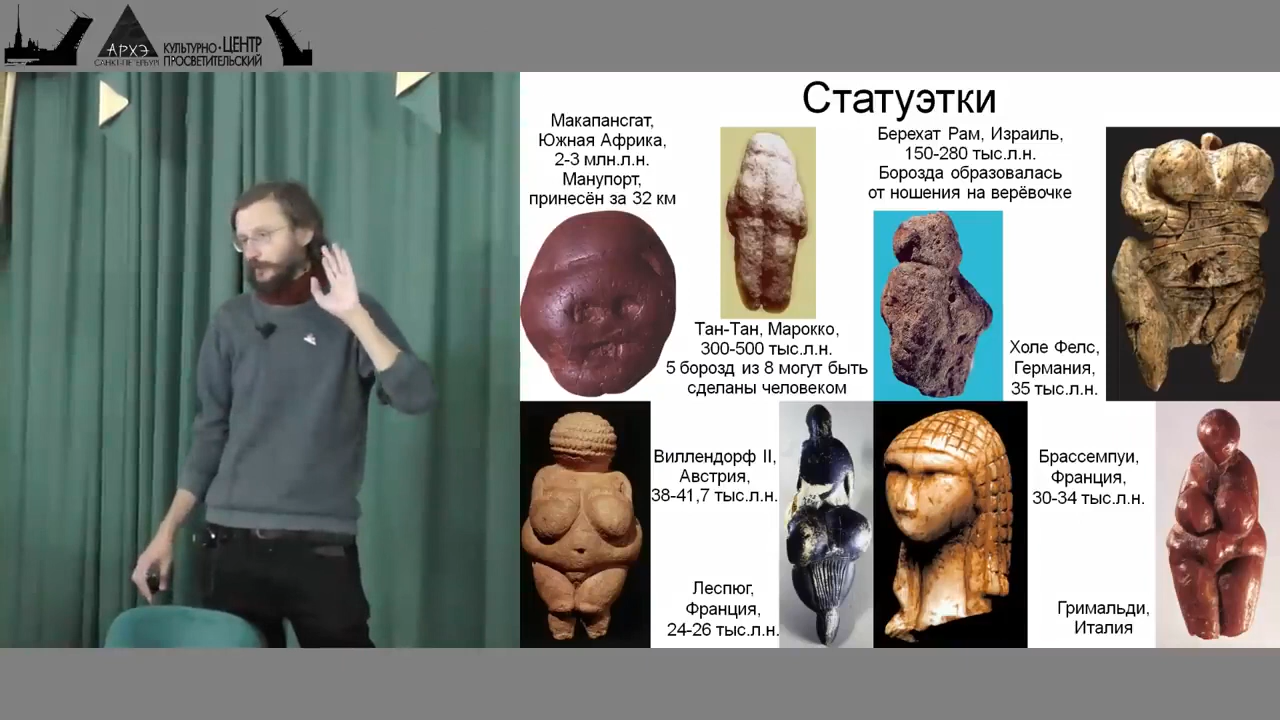 АРХЭ
САНКТ-ПЕТЕРБУРГ
КУЛЬТУРНО-ЦЕНТР
ПРОСВЕТИТЕЛЬСКИЙ
Статуэтки
Макапансгат,
Южная Африка,
2-3 млн.л.н.
Манупорт,
принесён за 32 км
Тан-Тан, Марокко,
300-500 тыс.л.н.
5 борозд из 8 могут быть
сделаны человеком
Берехат Рам, Израиль,
150-280 тыс.л.н.
Борозда образовалась
от ношения на верёвочке
Холе Фелс,
Германия,
35 тыс.л.н.
Виллендорф II,
Австрия,
38-41,7 тыс.л.н.
Леспюг,
Франция,
24-26 тыс.л.н.
Брассемпуи,
Франция,
30-34 тыс.л.н.
Гримальди,
Италия